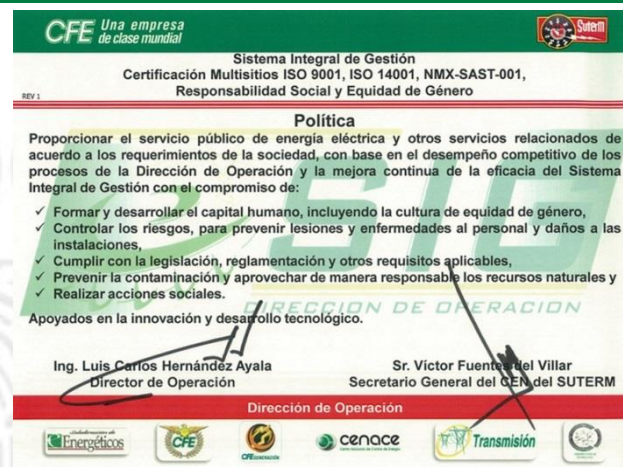 CFE Una empresa
de clase mundial
Suterm
Sistema Integral de Gestión
Certificación Multisitios ISO 9001, ISO 14001, NMX-SAST-001,
REV 1
Responsabilidad Social y Equidad de Género
Política
Proporcionar el servicio público de energía eléctrica y otros servicios relacionados de
acuerdo a los requerimientos de la sociedad, con base en el desempeño competitivo de los
procesos de la Dirección de Operación y la mejora continua de la eficacia del Sistema
Integral de Gestión con el compromiso de:
✓ Formar y desarrollar el capital humano, incluyendo la cultura de equidad de género,
✓ Controlar los riesgos, para prevenir lesiones y enfermedades al personal y daños a las
instalaciones,
✓ Cumplir con la legislación, reglamentación y otros requisitos aplicables,
✓ Prevenir la contaminación y aprovechar de manera responsable los recursos naturales y
✓ Realizar acciones sociales.
SIG
DIRECCION DE OPERACION
Apoyados en la innovación y desarrollo tecnológico.
Ing. Luis Carlos Hernández Ayala
Director de Operación
Sr. Víctor Fuentes del Villar
Secretario General del CEN del SUTERM
Dirección de Operación
Energéticos
CFE
CFE GENERACIÓN
cenace
Transmisión